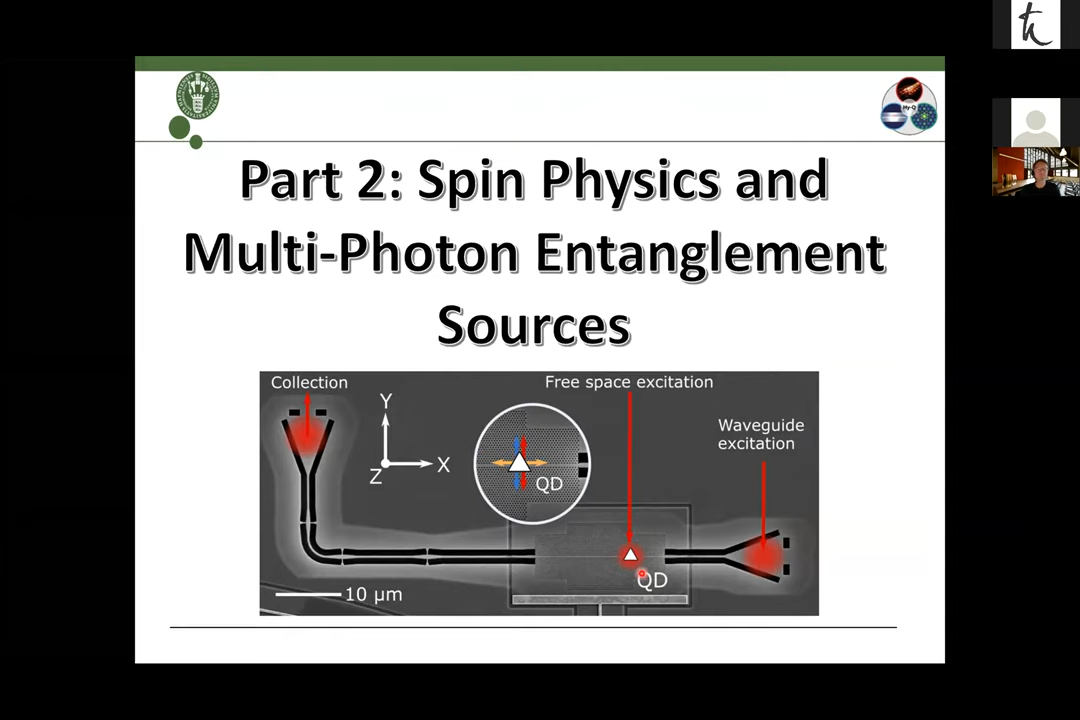 Part 2: Spin Physics and
Multi-Photon Entanglement
Sources
Collection
Free space excitation
Waveguide
excitation
Y
X
Z
QD
QD
10 µm
Hy-Q